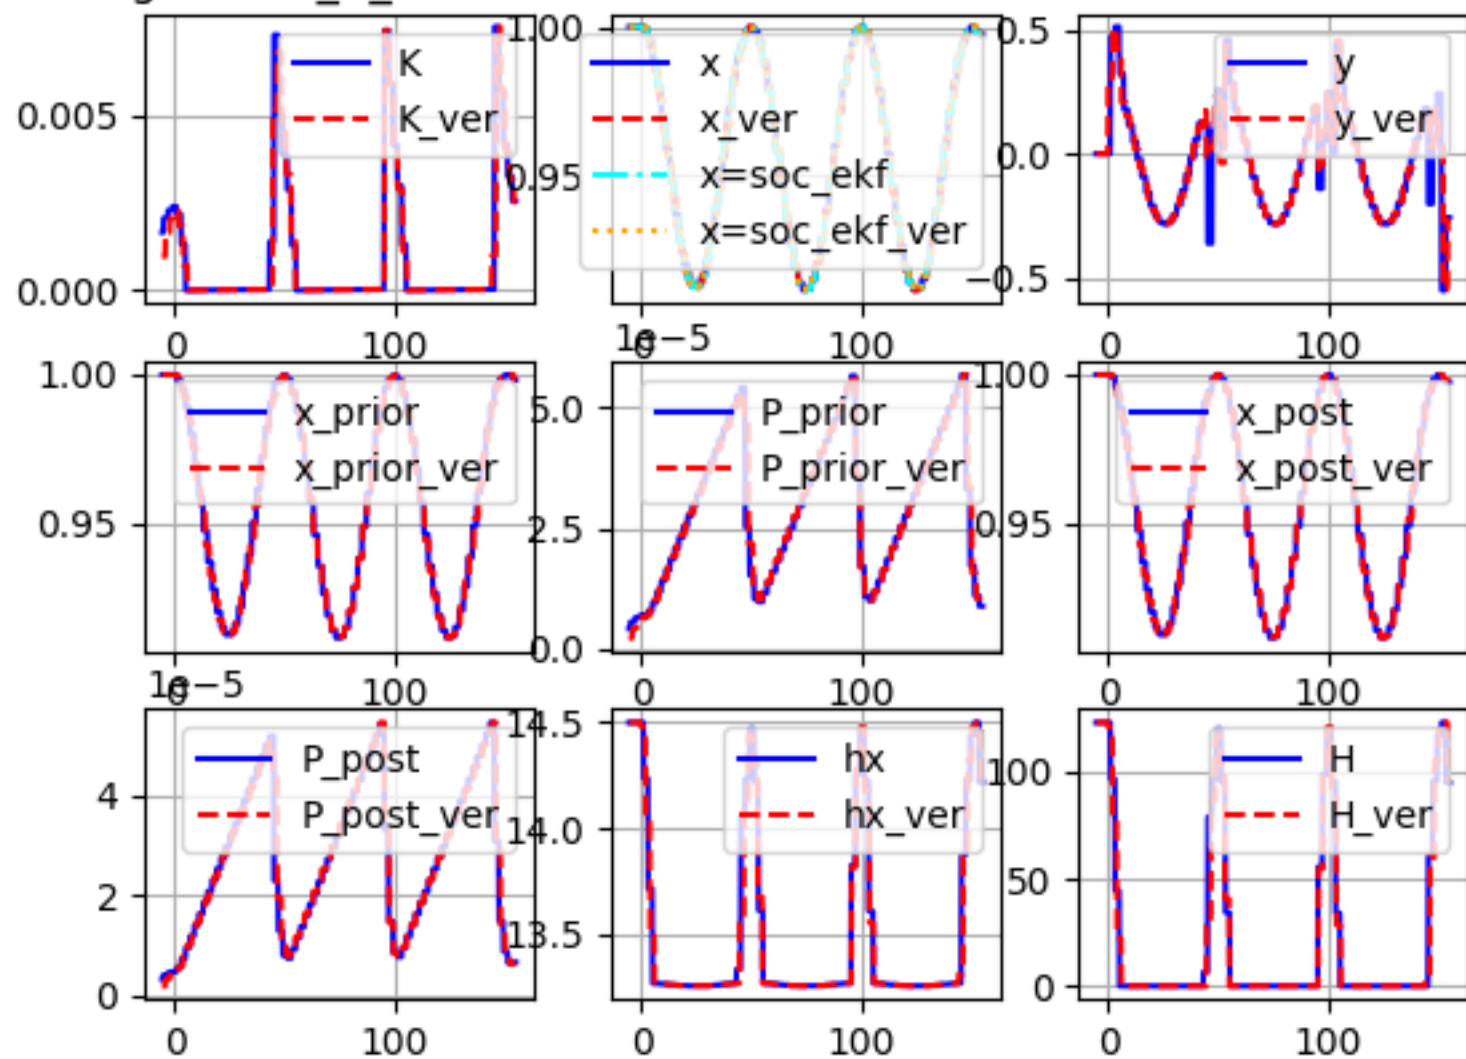 K
K_ver
0.005
0.000
0 100
1.00
x
x_ver
0.95
x=soc_ekf
x=soc_ekf_ver
0 100
0.5
y
y_ver
0.0
−0.5
0 100
1.00
x_prior
x_prior_ver
0.95
0 100
1e−5
5.0
P_prior
P_prior_ver
2.5
0.0
0 100
1.00
x_post
x_post_ver
0.95
0 100
1e−5
P_post
4
P_post_ver
2
0
0 100
14.5
hx
hx_ver
14.0
13.5
0 100
H
100
H_ver
50
0
0 100